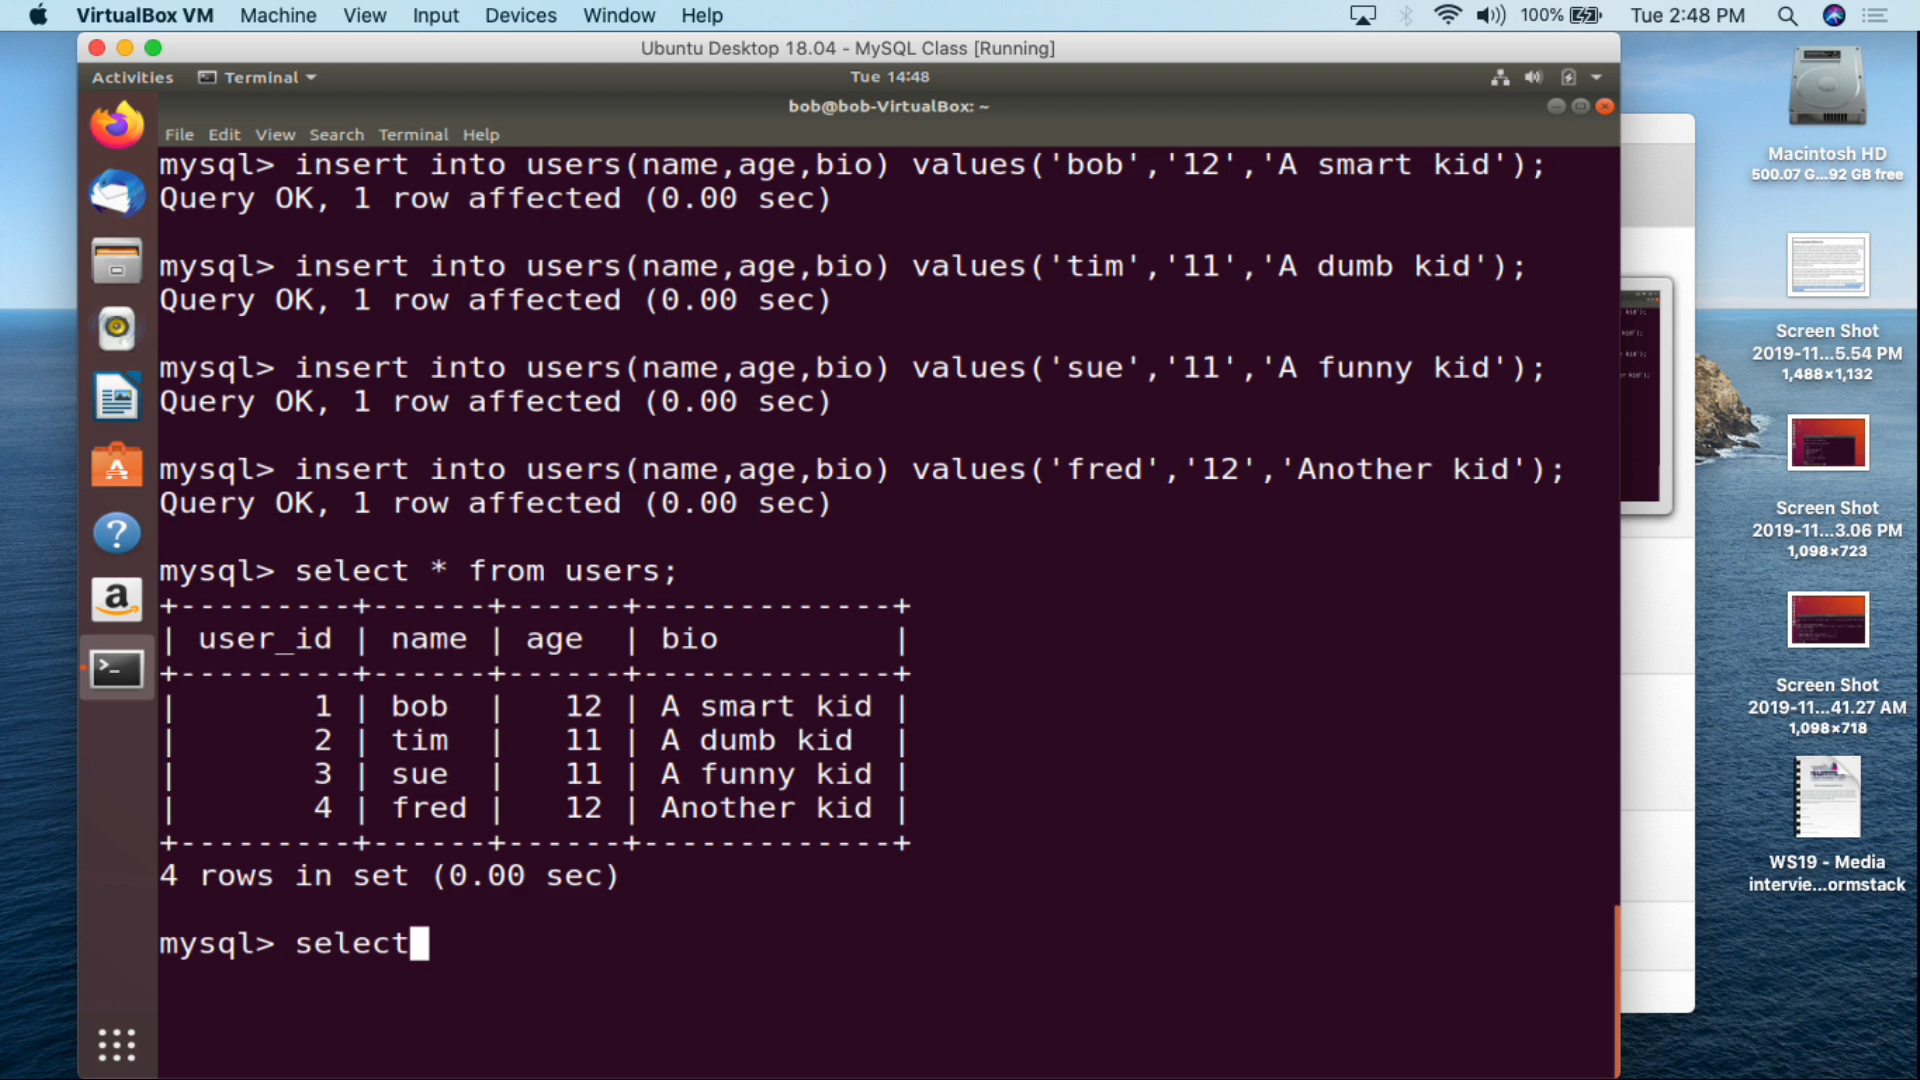 VirtualBox VM Machine View Input Devices Window Help 100% Tue 2:48 PM
Ubuntu Desktop 18.04 - MySQL Class [Running]
Activities Terminal Tue 14:48
bob@bob-VirtualBox: ~
File Edit View Search Terminal Help
mysql> insert into users(name,age,bio) values('bob','12','A smart kid');
Query OK, 1 row affected (0.00 sec)
mysql> insert into users(name,age,bio) values('tim','11','A dumb kid');
Query OK, 1 row affected (0.00 sec)
mysql> insert into users(name,age,bio) values('sue','11','A funny kid');
Query OK, 1 row affected (0.00 sec)
mysql> insert into users(name,age,bio) values('fred','12','Another kid');
Query OK, 1 row affected (0.00 sec)
mysql> select * from users;
+---------+------+------+-------------+
| user_id | name | age  | bio         |
+---------+------+------+-------------+
|       1 | bob  |   12 | A smart kid |
|       2 | tim  |   11 | A dumb kid  |
|       3 | sue  |   11 | A funny kid |
|       4 | fred |   12 | Another kid |
+---------+------+------+-------------+
4 rows in set (0.00 sec)
mysql> select
Macintosh HD
500.07 G...92 GB free
Screen Shot
2019-11...5.54 PM
1,488×1,132
Screen Shot
2019-11...3.06 PM
1,098×723
Screen Shot
2019-11...41.27 AM
1,098×718
WS19 - Media
intervie...ormstack